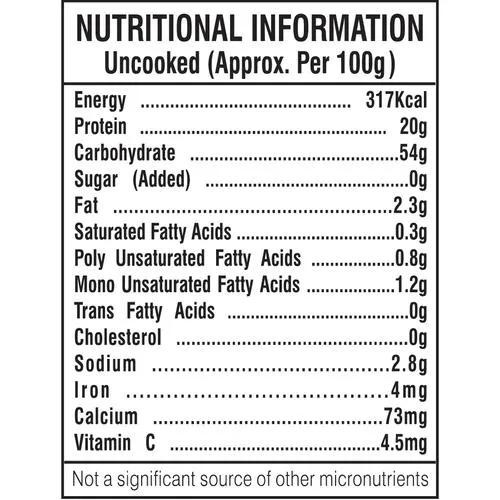 NUTRITIONAL INFORMATION
Uncooked (Approx. Per 100g)
Energy ........................................... 317Kcal
Protein .................................................. 20g
Carbohydrate ..........................................54g
Sugar (Added) ..........................................0g
Fat ................................................................2.3g
Saturated Fatty Acids .................................0.3g
Poly Unsaturated Fatty Acids .................0.8g
Mono Unsaturated Fatty Acids ..................1.2g
Trans Fatty Acids .....................................0g
Cholesterol ................................................0g
Sodium .............................................2.8g
Iron .................................................4mg
Calcium ..................................................73mg
Vitamin C ...........................................4.5mg
Not a significant source of other micronutrients